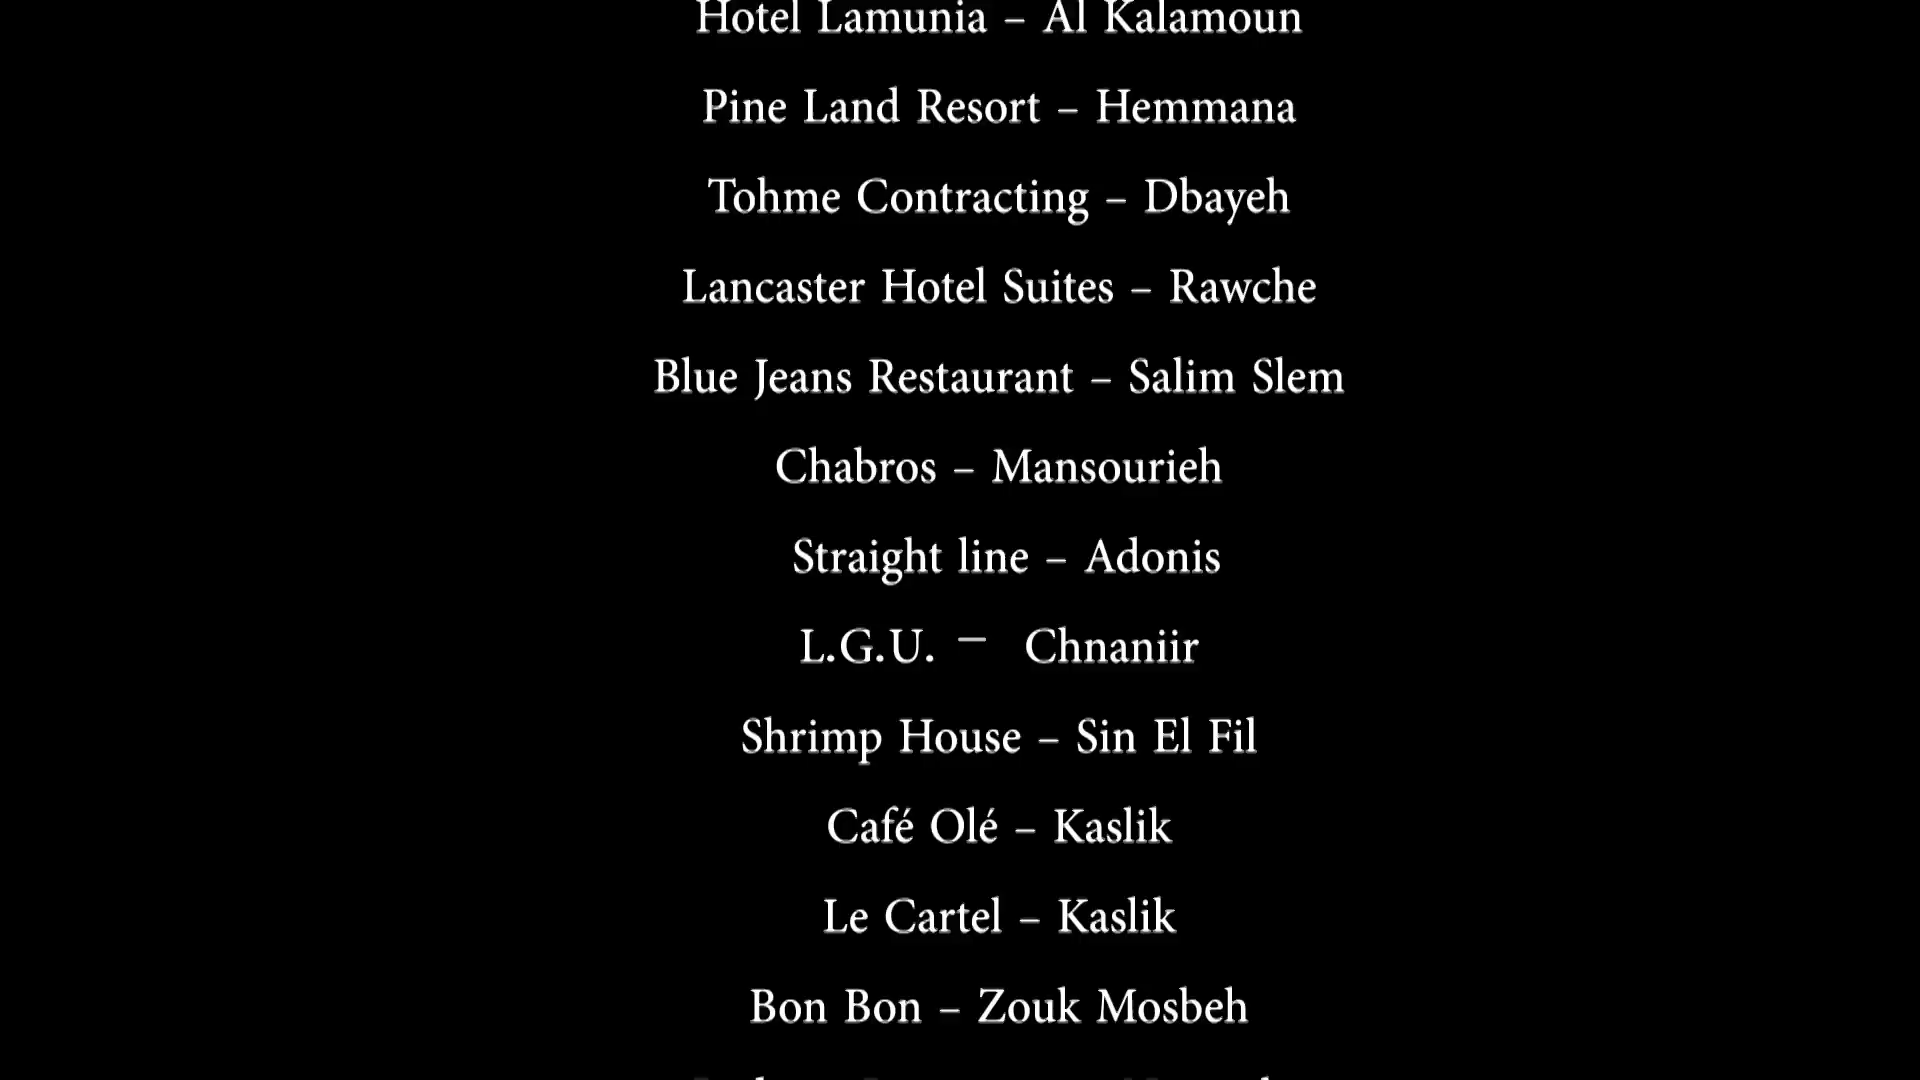 Hotel Lamunia – Al Kalamoun
Pine Land Resort – Hemmana
Tohme Contracting – Dbayeh
Lancaster Hotel Suites – Rawche
Blue Jeans Restaurant – Salim Slem
Chabros – Mansourieh
Straight line – Adonis
L.G.U. – Chnaniir
Shrimp House – Sin El Fil
Café Olé – Kaslik
Le Cartel – Kaslik
Bon Bon – Zouk Mosbeh